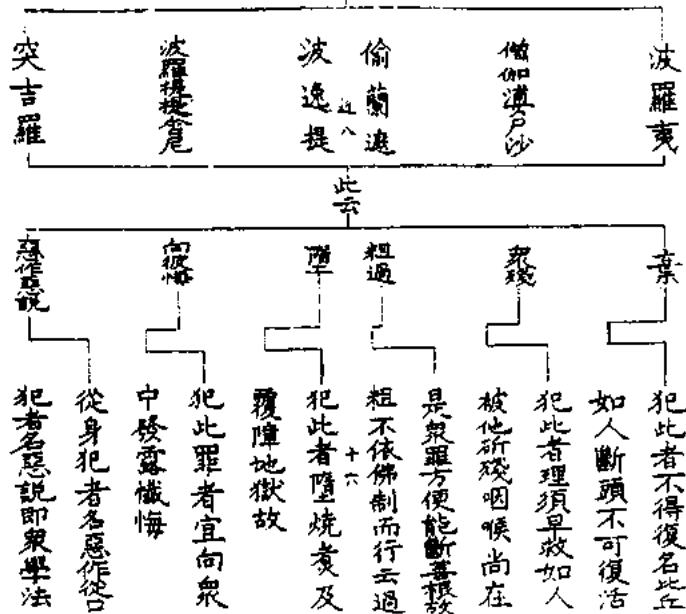 波羅夷
僧伽婆尸沙
偷蘭遮
波逸提
波羅提提舍尼
突吉羅
此云
棄
衆殘
粗過
墮
向彼悔
惡作惡說
犯此者不得復名比丘
如人斷頭不可復活
犯此者理須早救如人
被他斫殘咽喉尚在
是衆罪方便能斷善根故
粗不依佛制而行云過
十六
犯此者墮燒煮及
覆障地獄故
犯此罪者宜向衆
中發露懺悔
從身犯者名惡作從口
犯者名惡說即衆學法